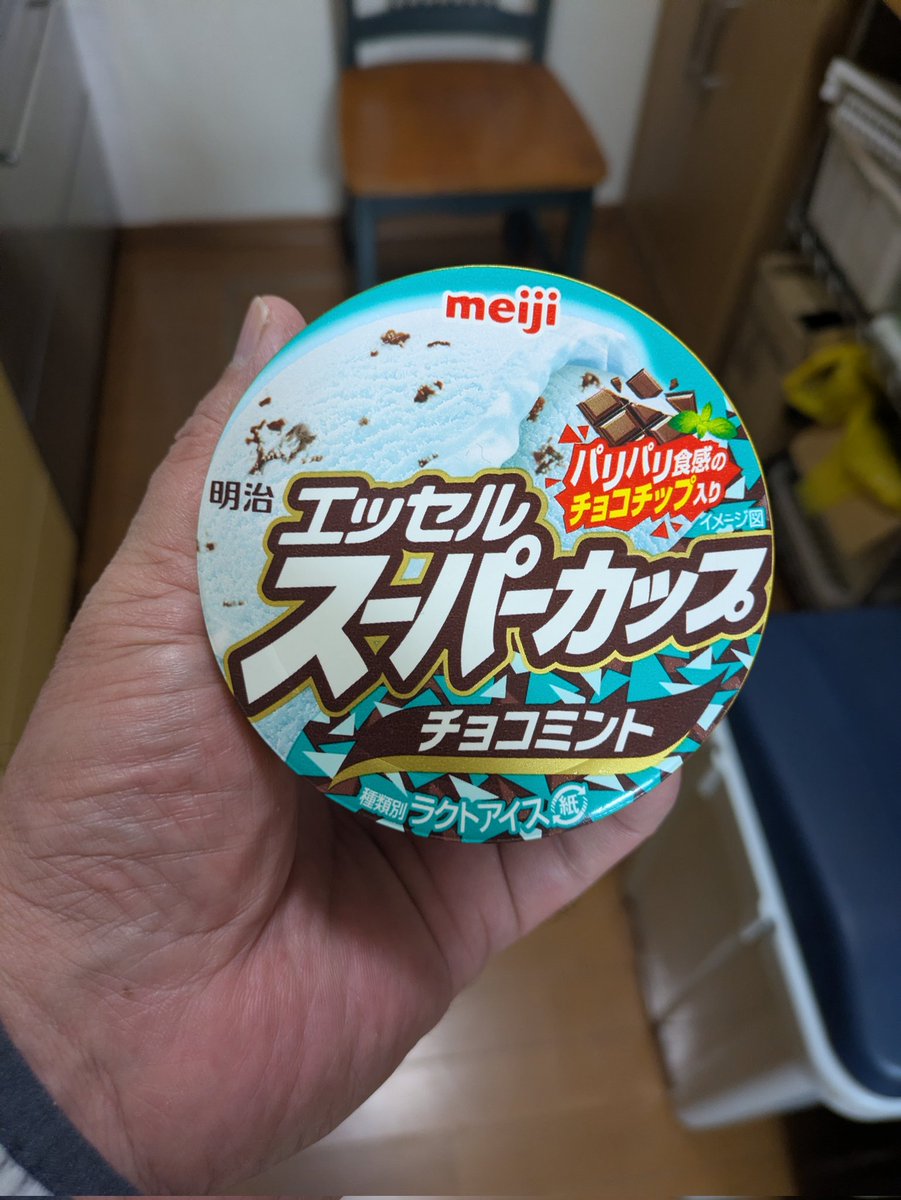 meiji
パリパリ食感の
チョコチップ入り
イメージ図
明治
エッセル
スーパーカップ
チョコミント
種類別 ラクトアイス 紙